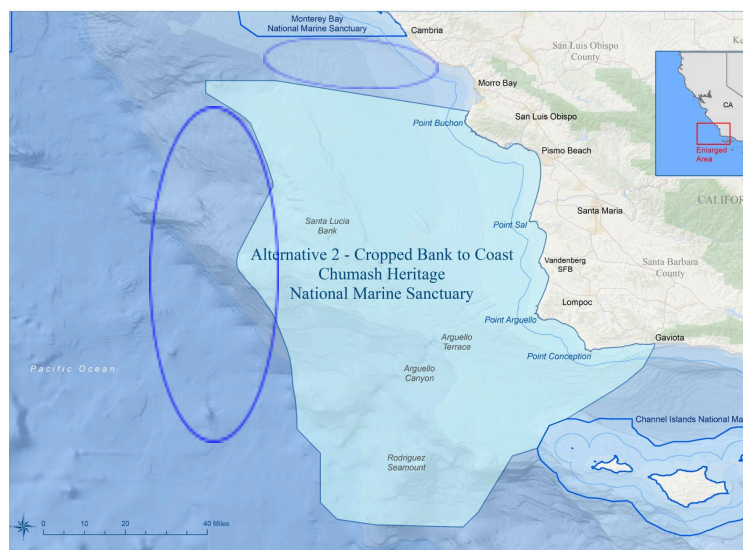 Monterey Bay
National Marine Sanctuary
Cambria
San Luis Obispo
County
Ke
Morro Bay
CA
Point Buchon
San Luis Obispo
Enlarged
Area
Pismo Beach
CALIFOR
Santa Lucia
Bank
Point Sal
Santa Maria
Alternative 2 - Cropped Bank to Coast
Chumash Heritage
National Marine Sanctuary
Vandenberg
SFB
Santa Barbara
County
Lompoc
Point Arguello
Arguello
Terrace
Gaviota
Point Conception
Pacific Ocean
Arguello
Canyon
Channel Islands National Ma
Rodriguez
Seamount
0 10 20 40 Miles